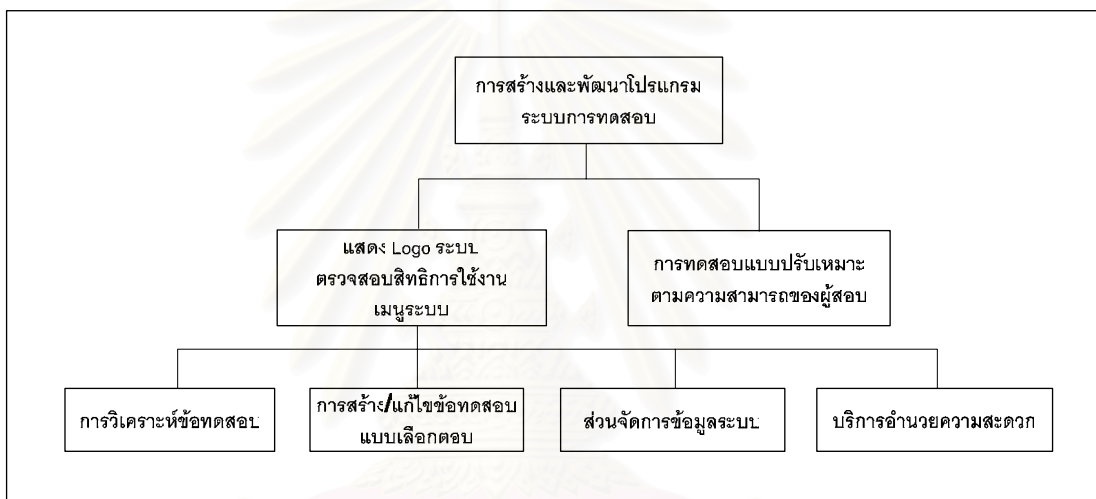 การสร้างและพัฒนาโปรแกรม
ระบบการทดสอบ
แสดง Logo ระบบ
ตรวจสอบสิทธิการใช้งาน
เมนูระบบ
การทดสอบแบบปรับเหมาะ
ตามความสามารถของผู้สอบ
การวิเคราะห์ข้อทดสอบ
การสร้าง/แก้ไขข้อทดสอบ
แบบเลือกตอบ
ส่วนจัดการข้อมูลระบบ
บริการอำนวยความสะดวก